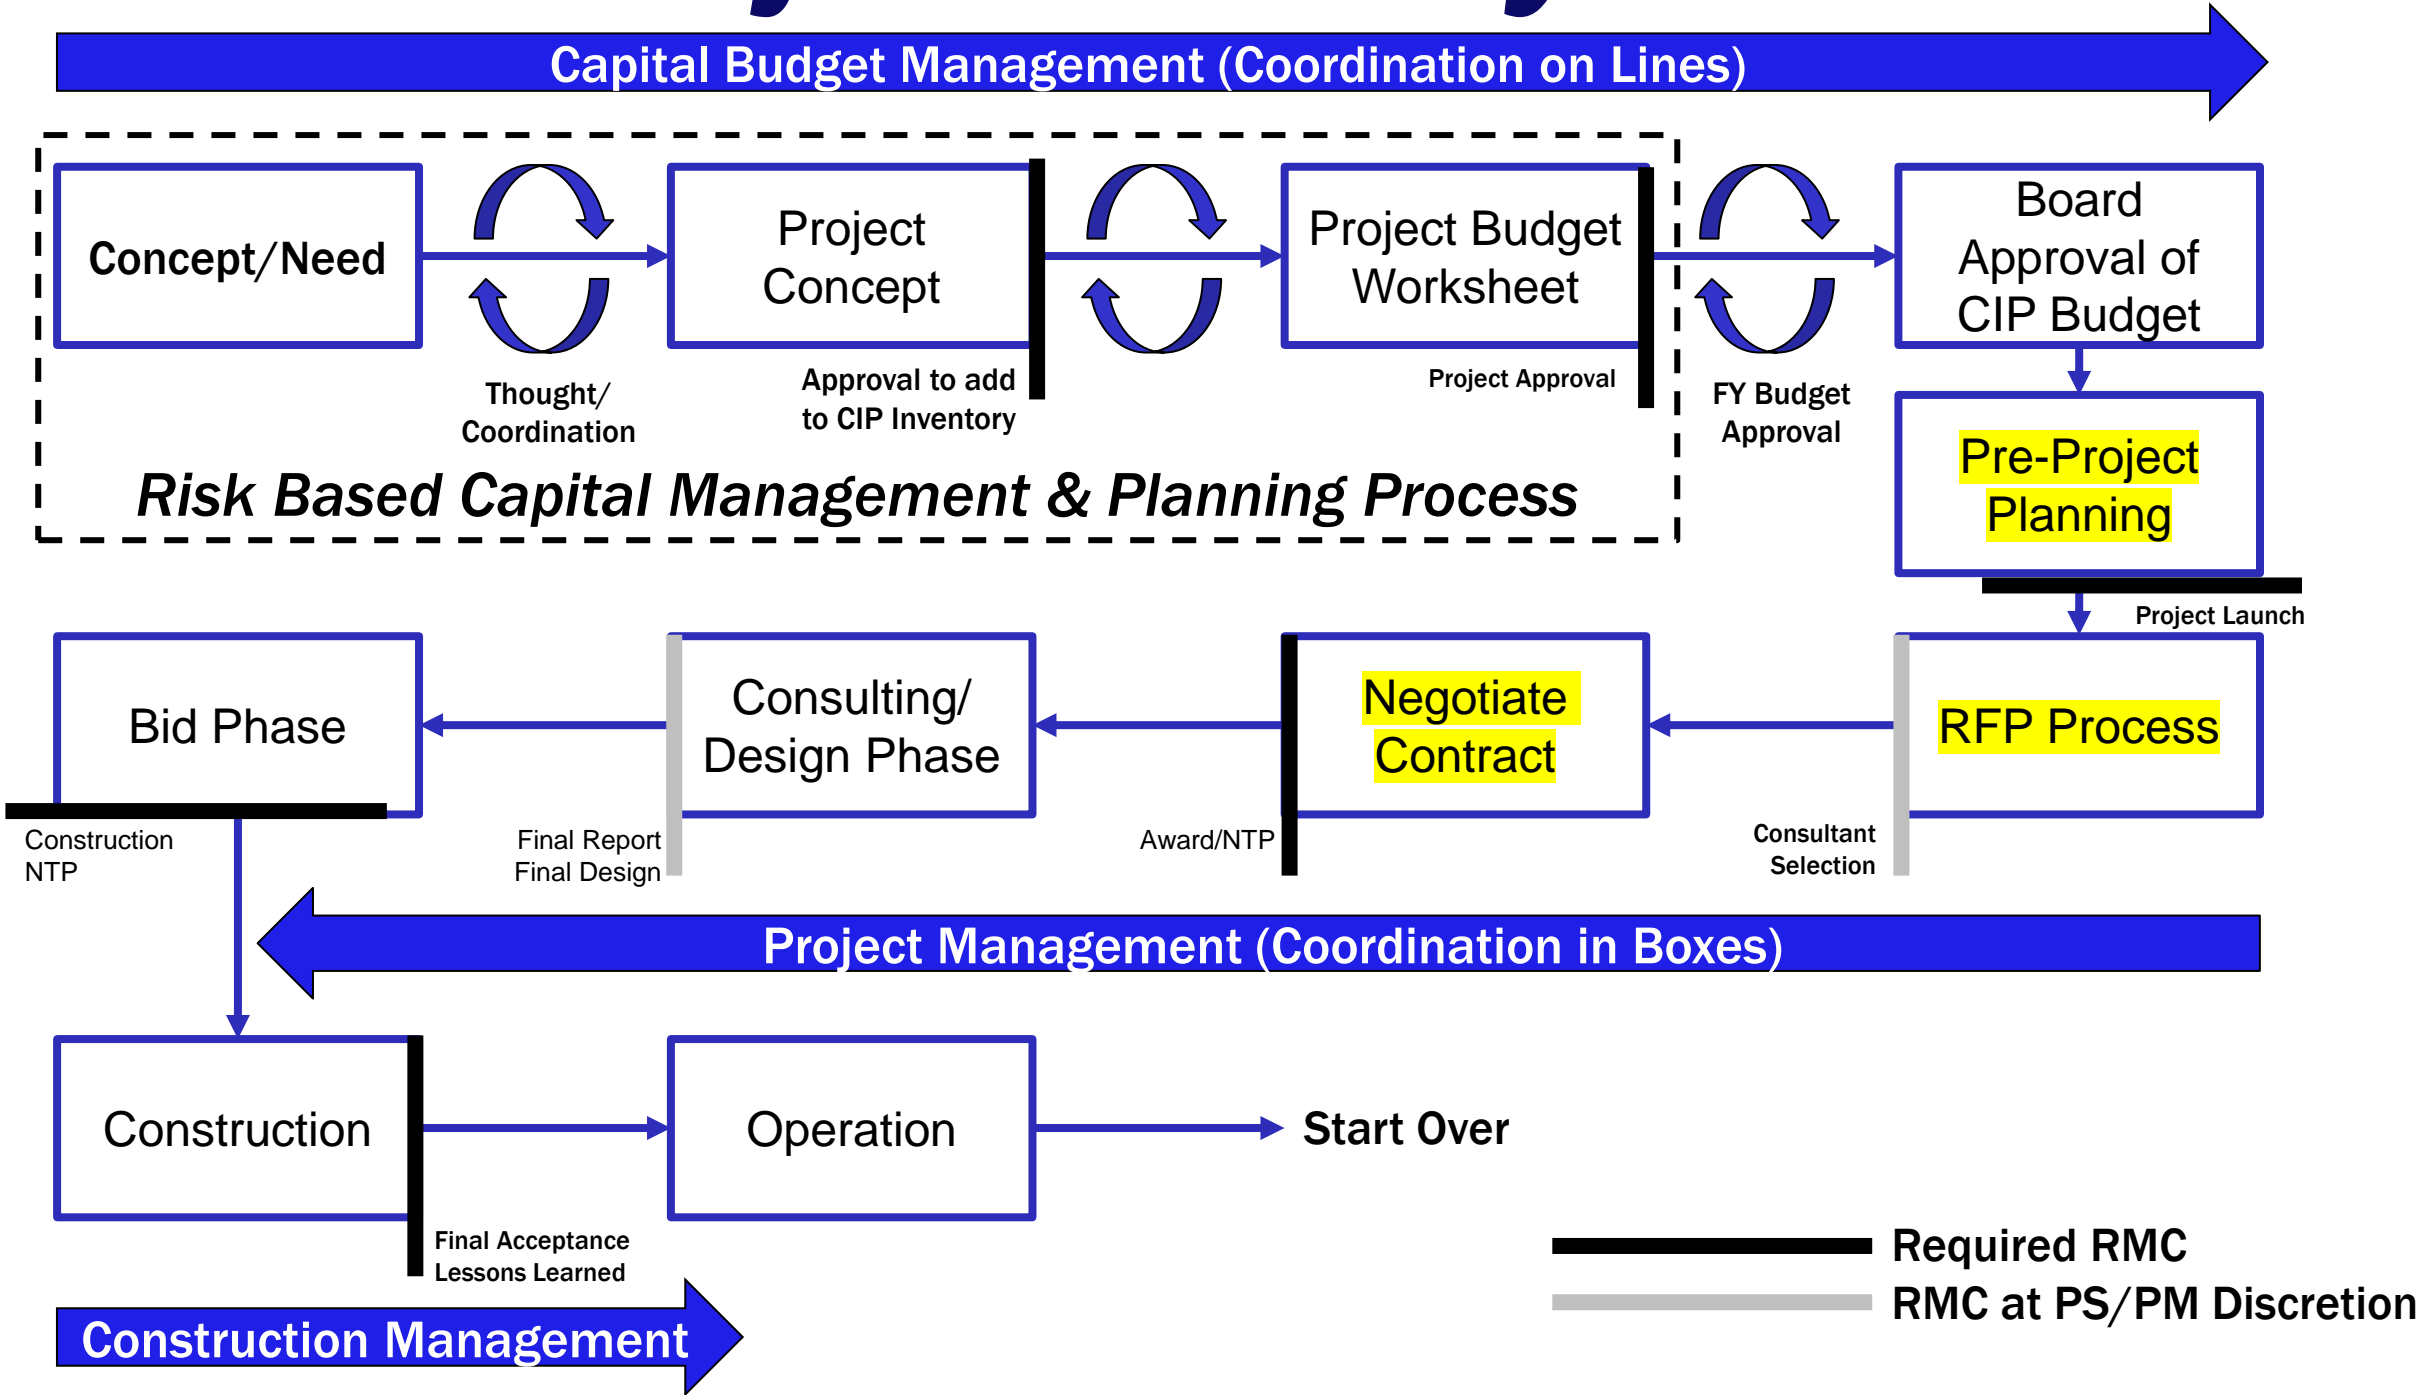 Capital Budget Management (Coordination on Lines)
Concept/Need
Project
Concept
Project Budget
Worksheet
Board
Approval of
CIP Budget
Thought/
Coordination
Approval to add
to CIP Inventory
Project Approval
FY Budget
Approval
Risk Based Capital Management & Planning Process
Pre-Project
Planning
Project Launch
Bid Phase
Consulting/
Design Phase
Negotiate
Contract
RFP Process
Construction
NTP
Final Report
Final Design
Award/NTP
Consultant
Selection
Project Management (Coordination in Boxes)
Construction
Operation
Start Over
Final Acceptance
Lessons Learned
Required RMC
RMC at PS/PM Discretion
Construction Management